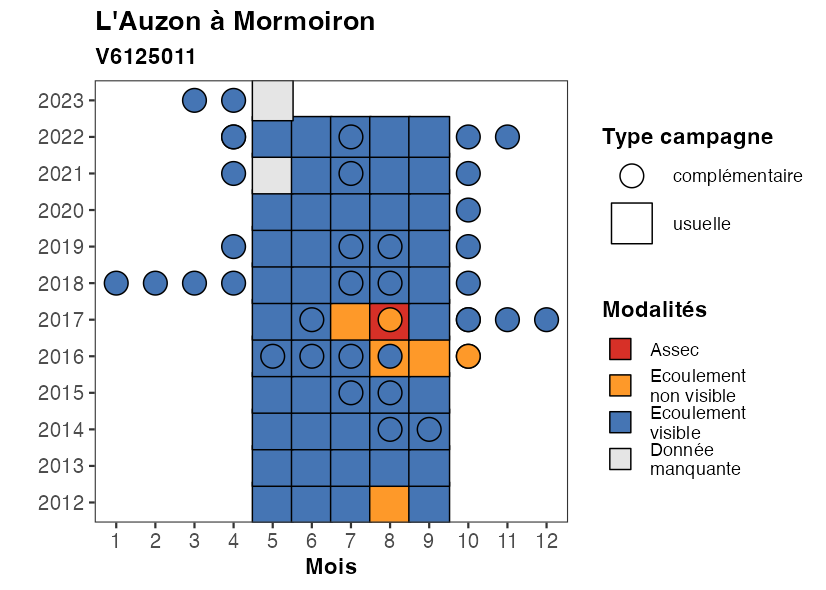 L'Auzon à Mormoiron
V6125011
2023
2022
2021
2020
2019
2018
2017
2016
2015
2014
2013
2012
1 2 3 4 5 6 7 8 9 10 11 12
Mois
Type campagne
complémentaire
usuelle
Modalités
Assec
Ecoulement
non visible
Ecoulement
visible
Donnée
manquante